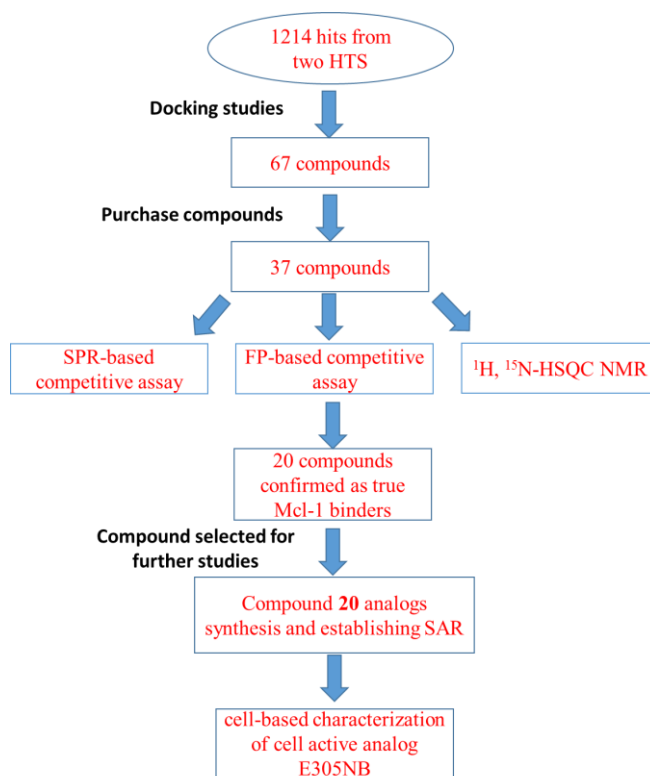 1214 hits from
two HTS
Docking studies
67 compounds
Purchase compounds
37 compounds
SPR-based
competitive assay
FP-based competitive
assay
¹H, ¹⁵N-HSQC NMR
20 compounds
confirmed as true
Mcl-1 binders
Compound selected for
further studies
Compound 20 analogs
synthesis and establishing SAR
cell-based characterization
of cell active analog
E305NB